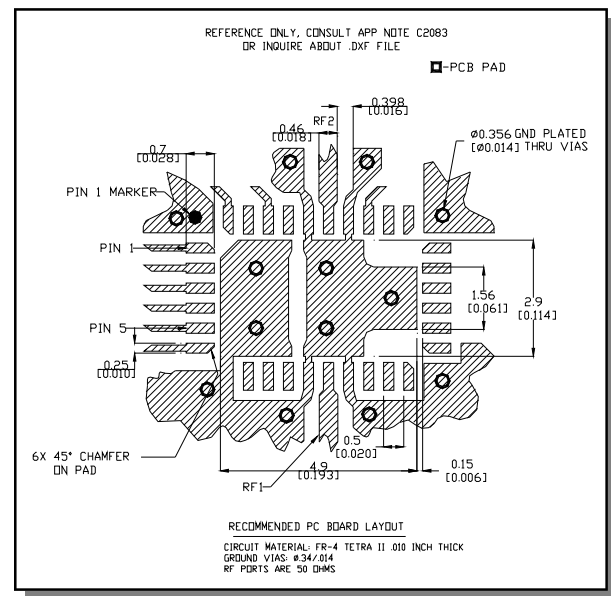 REFERENCE ONLY, CONSULT APP NOTE C2083
OR INQUIRE ABOUT .DXF FILE
-PCB PAD
0.398
[0.016]
RF2
0.46
[0.018]
Ø0.356 GND PLATED
[Ø0.014] THRU VIAS
0.7
[0.028]
PIN 1 MARKER
PIN 1
1.56
[0.061]
2.9
[0.114]
PIN 5
0.25
[0.010]
0.5
[0.020]
6X 45° CHAMFER
ON PAD
4.9
[0.193]
0.15
[0.006]
RF1
RECOMMENDED PC BOARD LAYOUT
CIRCUIT MATERIAL: FR-4 TETRA II .010 INCH THICK
GROUND VIAS: Ø.34/.014
RF PORTS ARE 50 OHMS